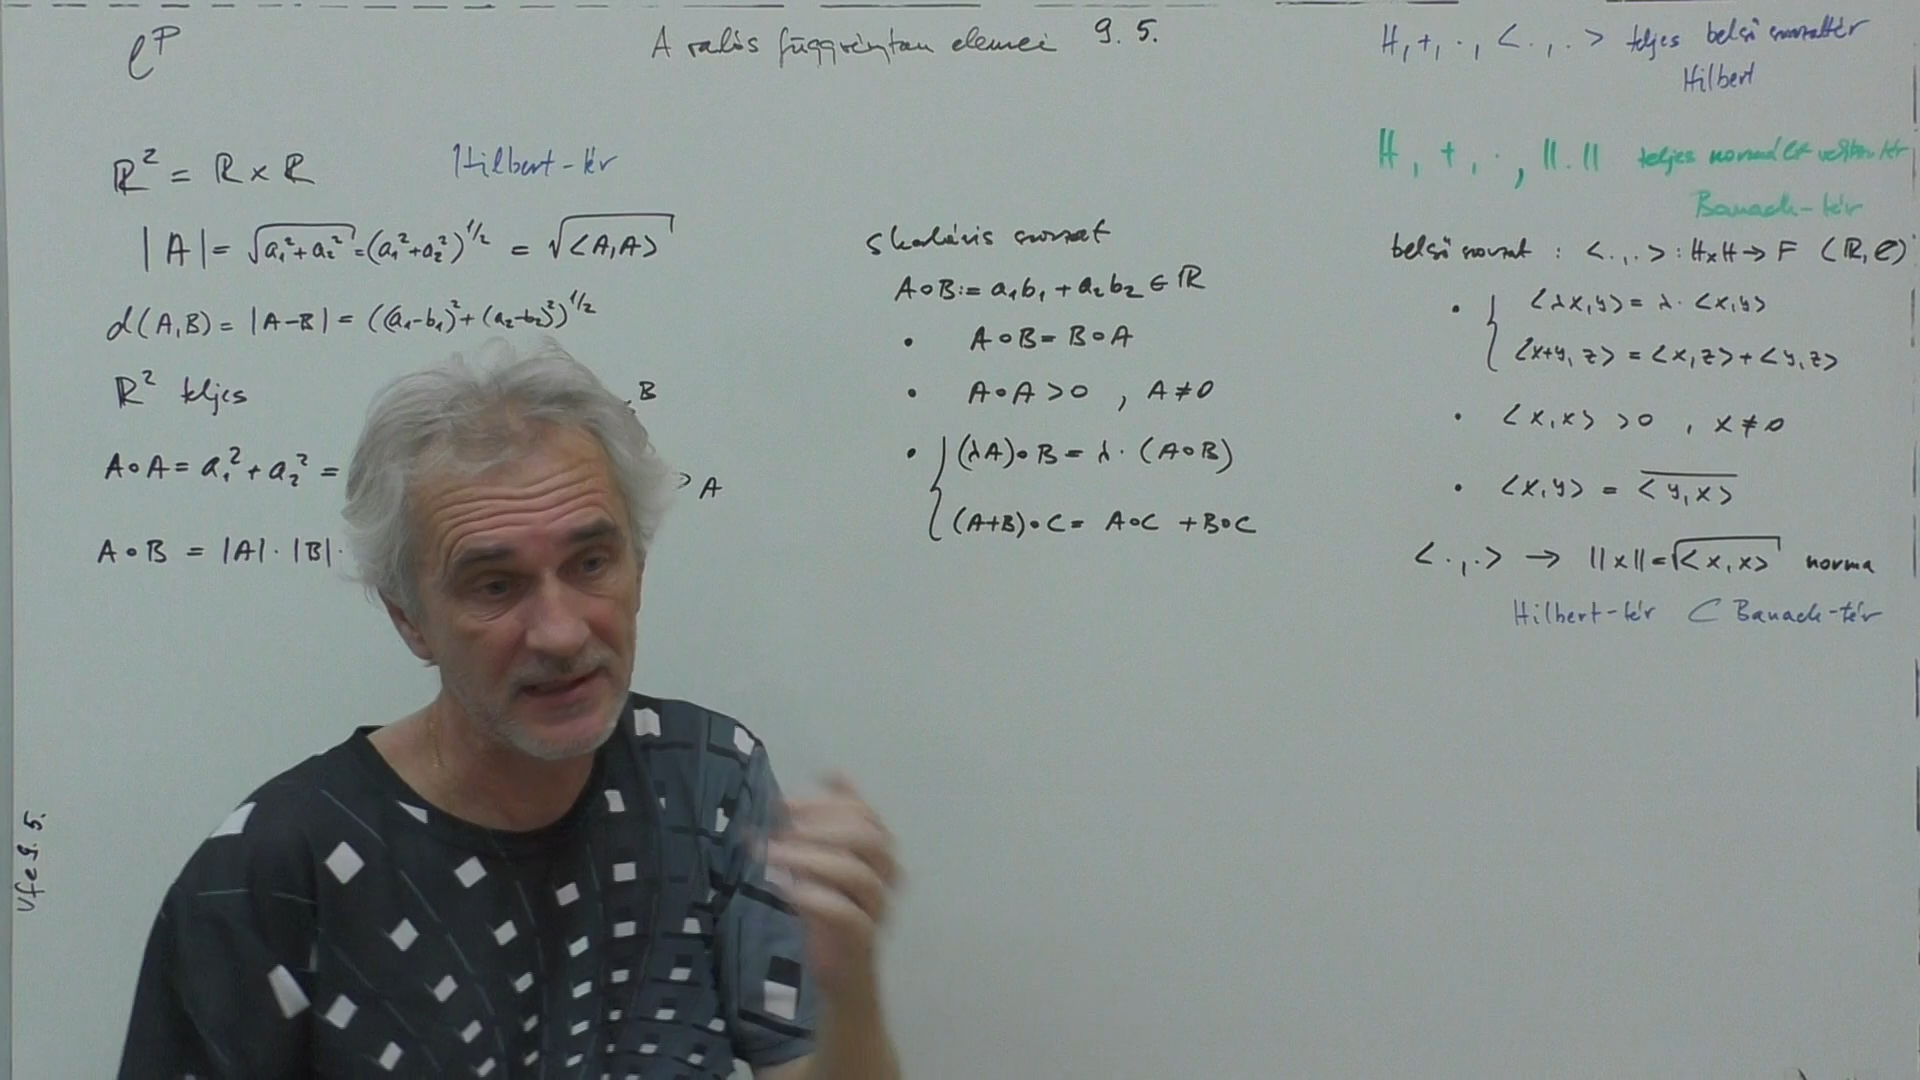 ℓᵖ
A valós függvénytan elemei 9. 5.
R² = R × R
Hilbert-tér
|A| = √(a₁²+a₂²) = (a₁²+a₂²)^1/2 = √<A,A>
d(A,B) = |A-B| = ((a₁-b₁)²+(a₂-b₂)²)^1/2
R² teljes
B
A∘A = a₁² + a₂² =
A
A∘B = |A|·|B|·
Skaláris szorzat
A∘B := a₁b₁ + a₂b₂ ∈ R
• A∘B = B∘A
• A∘A > 0 , A ≠ 0
• { (λA)∘B = λ·(A∘B)
(A+B)∘C = A∘C + B∘C
H, +, ·, <·,·> teljes belső szorzattér
Hilbert
H, +, ·, ||.|| teljes normált vektortér
Banach-tér
belső szorzat : <·,·> : H×H → F (R, C)
• { <λx,y> = λ·<x,y>
<x+y, z> = <x,z> + <y,z>
• <x,x> > 0 , x ≠ 0
• <x,y> = \overline{<y,x>}
<·,·> → ||x|| = √<x,x> norma
Hilbert-tér ⊂ Banach-tér
vfe 9. 5.